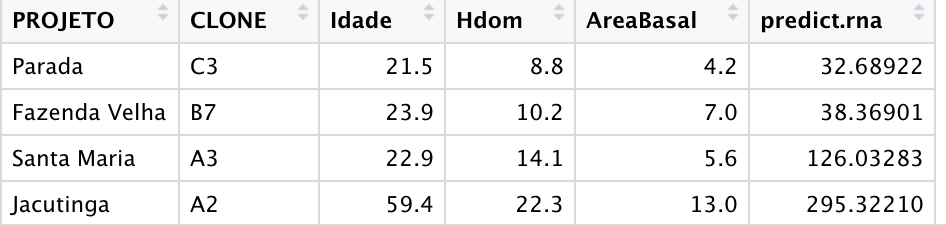 PROJETO CLONE Idade Hdom AreaBasal predict.rna
Parada C3 21.5 8.8 4.2 32.68922
Fazenda Velha B7 23.9 10.2 7.0 38.36901
Santa Maria A3 22.9 14.1 5.6 126.03283
Jacutinga A2 59.4 22.3 13.0 295.32210